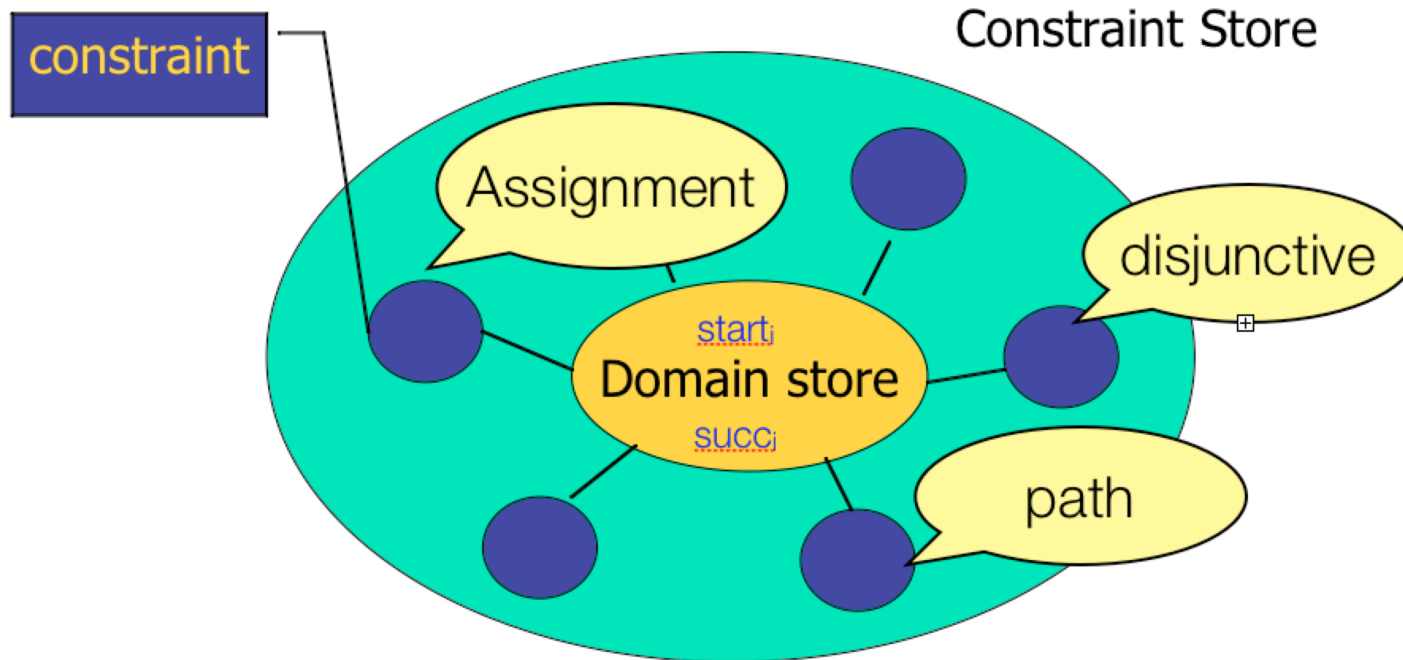 Constraint Store
constraint
Assignment
disjunctive
startj
Domain store
succj
path